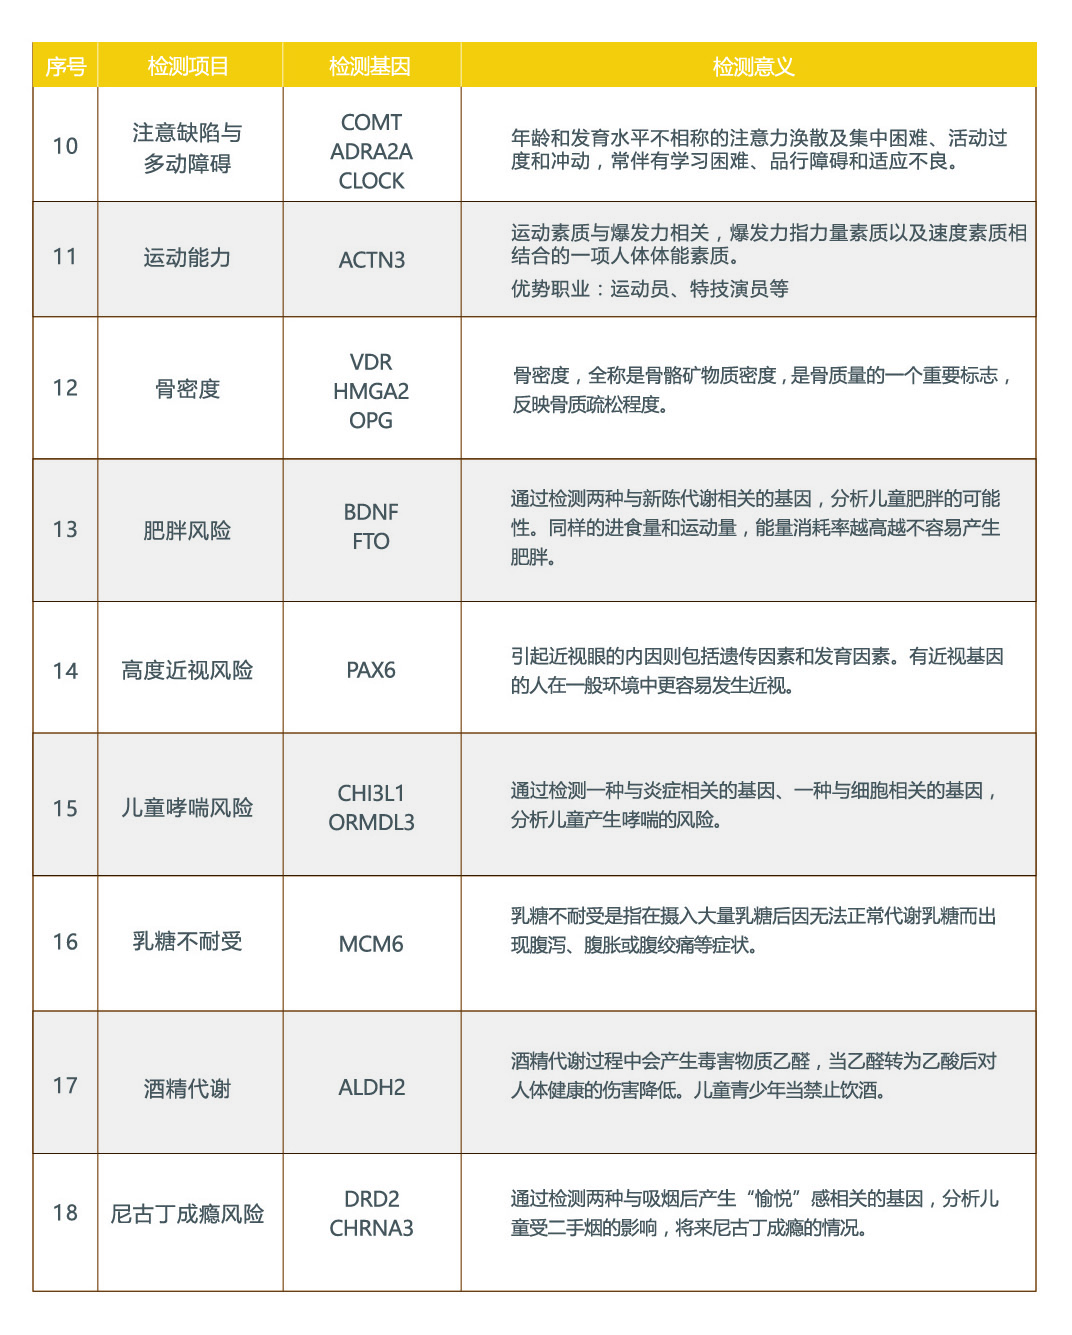 序号 检测项目 检测基因 检测意义
10
注意缺陷与
多动障碍
COMT
ADRA2A
CLOCK
年龄和发育水平不相称的注意力涣散及集中困难、活动过
度和冲动，常伴有学习困难、品行障碍和适应不良。
11
运动能力
ACTN3
运动素质与爆发力相关，爆发力指力量素质以及速度素质相
结合的一项人体体能素质。
优势职业：运动员、特技演员等
12
骨密度
VDR
HMGA2
OPG
骨密度，全称是骨骼矿物质密度，是骨质量的一个重要标志，
反映骨质疏松程度。
13
肥胖风险
BDNF
FTO
通过检测两种与新陈代谢相关的基因，分析儿童肥胖的可能
性。同样的进食量和运动量，能量消耗率越高越不容易产生
肥胖。
14
高度近视风险
PAX6
引起近视眼的内因则包括遗传因素和发育因素。有近视基因
的人在一般环境中更容易发生近视。
15
儿童哮喘风险
CHI3L1
ORMDL3
通过检测一种与炎症相关的基因、一种与细胞相关的基因，
分析儿童产生哮喘的风险。
16
乳糖不耐受
MCM6
乳糖不耐受是指在摄入大量乳糖后因无法正常代谢乳糖而出
现腹泻、腹胀或腹绞痛等症状。
17
酒精代谢
ALDH2
酒精代谢过程中会产生毒害物质乙醛，当乙醛转为乙酸后对
人体健康的伤害降低。儿童青少年当禁止饮酒。
18
尼古丁成瘾风险
DRD2
CHRNA3
通过检测两种与吸烟后产生“愉悦”感相关的基因，分析儿
童受二手烟的影响，将来尼古丁成瘾的情况。